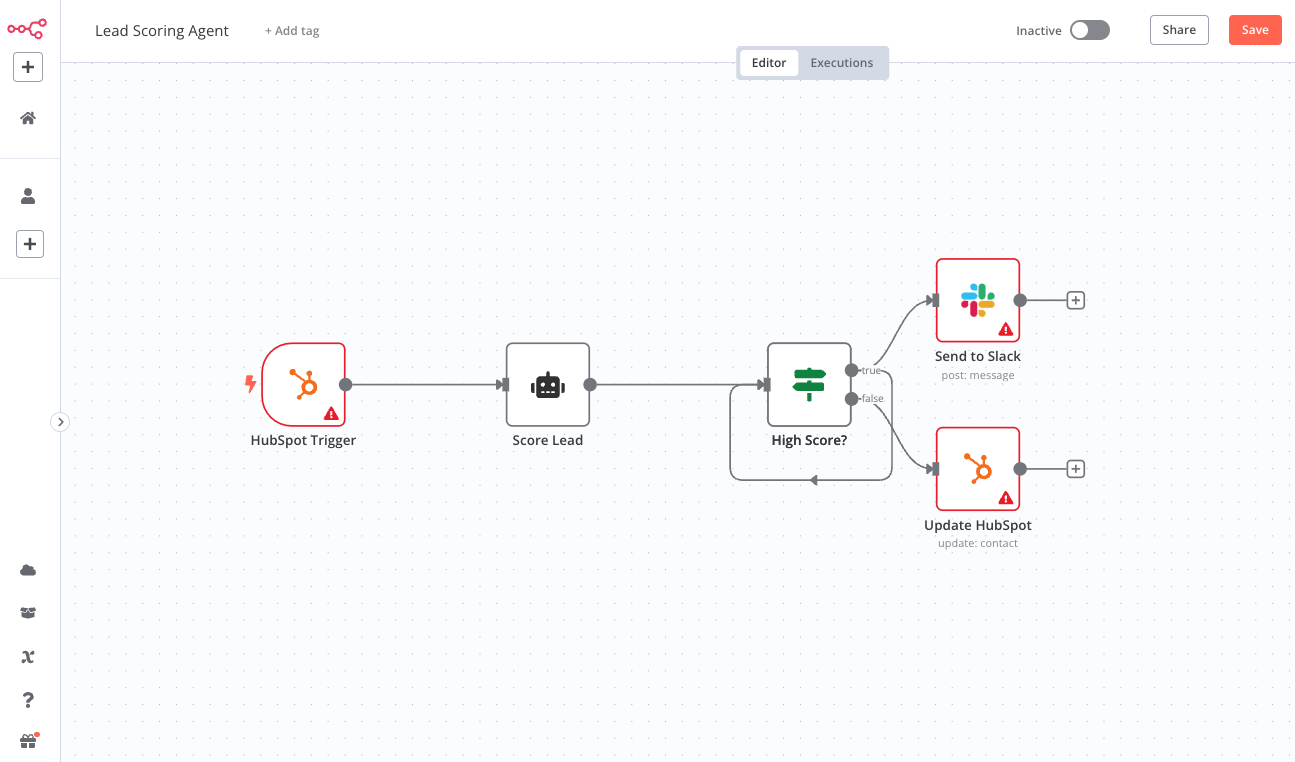 Lead Scoring Agent
+ Add tag
Inactive
Share
Save
Editor
Executions
HubSpot Trigger
Score Lead
High Score?
true
false
Send to Slack
post: message
Update HubSpot
update: contact